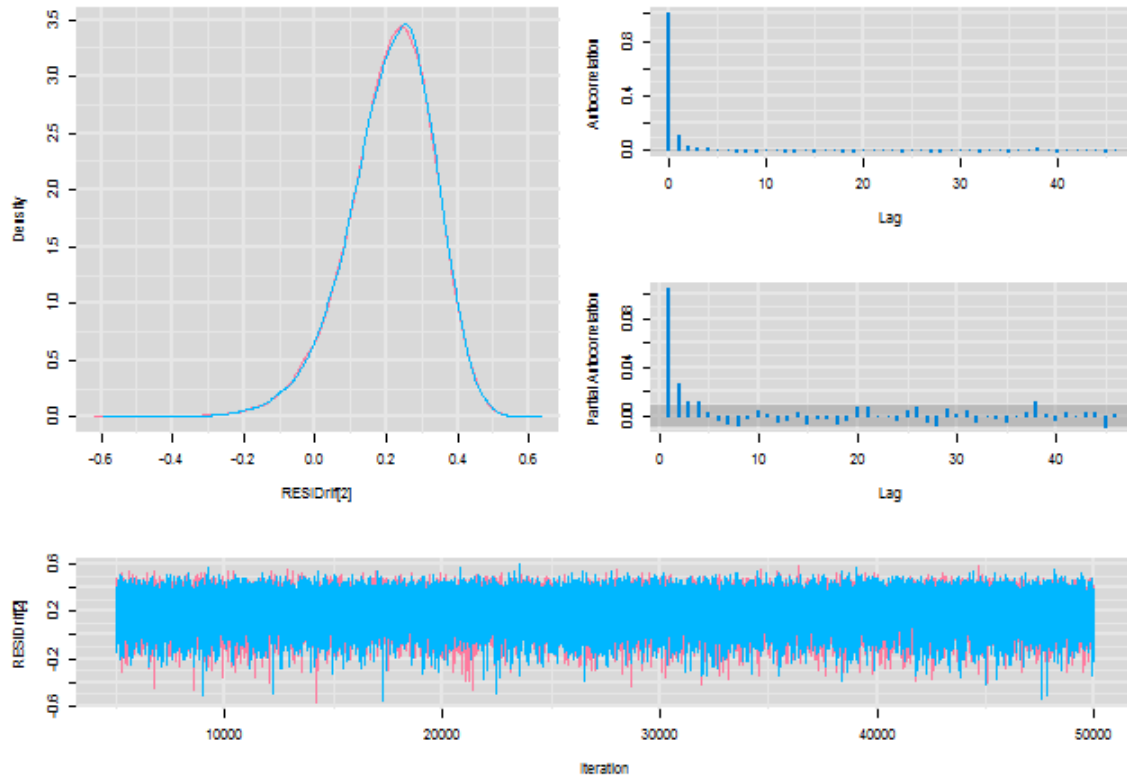 Density
0.0 0.5 1.0 1.5 2.0 2.5 3.0 3.5
-0.6 -0.4 -0.2 0.0 0.2 0.4 0.6
RESIDrif[2]
Autocorrelation
0.0 0.4 0.8
0 10 20 30 40
Lag
Partial Autocorrelation
0.00 0.04 0.08
0 10 20 30 40
Lag
RESIDrif[2]
-0.6 -0.2 0.2 0.6
10000 20000 30000 40000 50000
Iteration